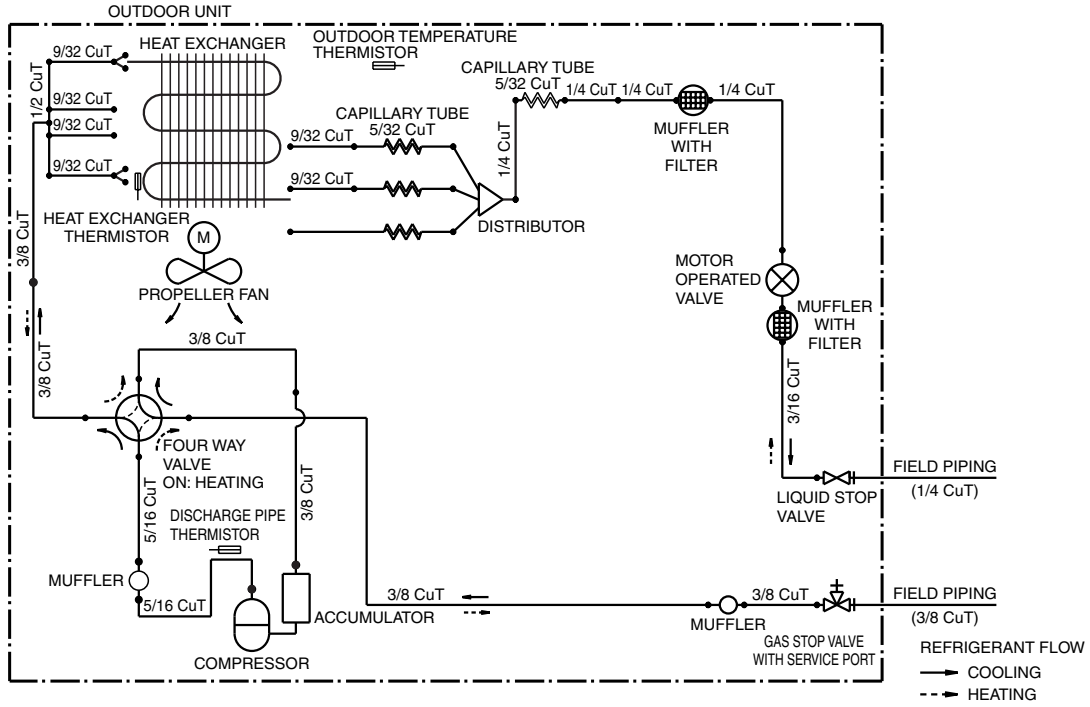 OUTDOOR UNIT
HEAT EXCHANGER
9/32 CuT
1/2 CuT
9/32 CuT
9/32 CuT
9/32 CuT
HEAT EXCHANGER
THERMISTOR
OUTDOOR TEMPERATURE
THERMISTOR
CAPILLARY TUBE
5/32 CuT
9/32 CuT
9/32 CuT
DISTRIBUTOR
1/4 CuT
CAPILLARY TUBE
5/32 CuT
1/4 CuT
1/4 CuT
1/4 CuT
MUFFLER
WITH
FILTER
MOTOR
OPERATED
VALVE
MUFFLER
WITH
FILTER
3/16 CuT
LIQUID STOP
VALVE
FIELD PIPING
(1/4 CuT)
M
PROPELLER FAN
3/8 CuT
3/8 CuT
3/8 CuT
FOUR WAY
VALVE
ON: HEATING
5/16 CuT
3/8 CuT
DISCHARGE PIPE
THERMISTOR
MUFFLER
5/16 CuT
ACCUMULATOR
COMPRESSOR
3/8 CuT
MUFFLER
3/8 CuT
GAS STOP VALVE
WITH SERVICE PORT
FIELD PIPING
(3/8 CuT)
REFRIGERANT FLOW
COOLING
HEATING